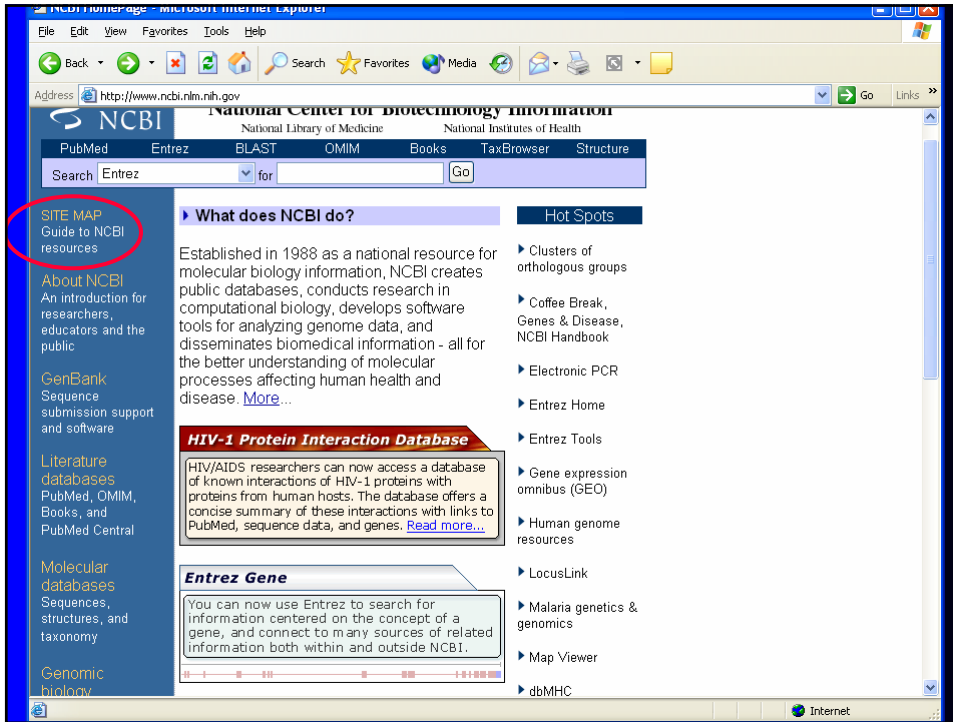 NCBI HomePage - Microsoft Internet Explorer
File Edit View Favorites Tools Help
Back Search Favorites Media
Address http://www.ncbi.nlm.nih.gov Go Links »
NCBI
National Center for Biotechnology Information
National Library of Medicine National Institutes of Health
PubMed Entrez BLAST OMIM Books TaxBrowser Structure
Search Entrez for Go
SITE MAP
Guide to NCBI
resources
About NCBI
An introduction for
researchers,
educators and the
public
GenBank
Sequence
submission support
and software
Literature
databases
PubMed, OMIM,
Books, and
PubMed Central
Molecular
databases
Sequences,
structures, and
taxonomy
Genomic
biology
What does NCBI do?
Established in 1988 as a national resource for
molecular biology information, NCBI creates
public databases, conducts research in
computational biology, develops software
tools for analyzing genome data, and
disseminates biomedical information - all for
the better understanding of molecular
processes affecting human health and
disease. More...
HIV-1 Protein Interaction Database
HIV/AIDS researchers can now access a database
of known interactions of HIV-1 proteins with
proteins from human hosts. The database offers a
concise summary of these interactions with links to
PubMed, sequence data, and genes. Read more...
Entrez Gene
You can now use Entrez to search for
information centered on the concept of a
gene, and connect to many sources of related
information both within and outside NCBI.
Hot Spots
Clusters of
orthologous groups
Coffee Break,
Genes & Disease,
NCBI Handbook
Electronic PCR
Entrez Home
Entrez Tools
Gene expression
omnibus (GEO)
Human genome
resources
LocusLink
Malaria genetics &
genomics
Map Viewer
dbMHC
Internet